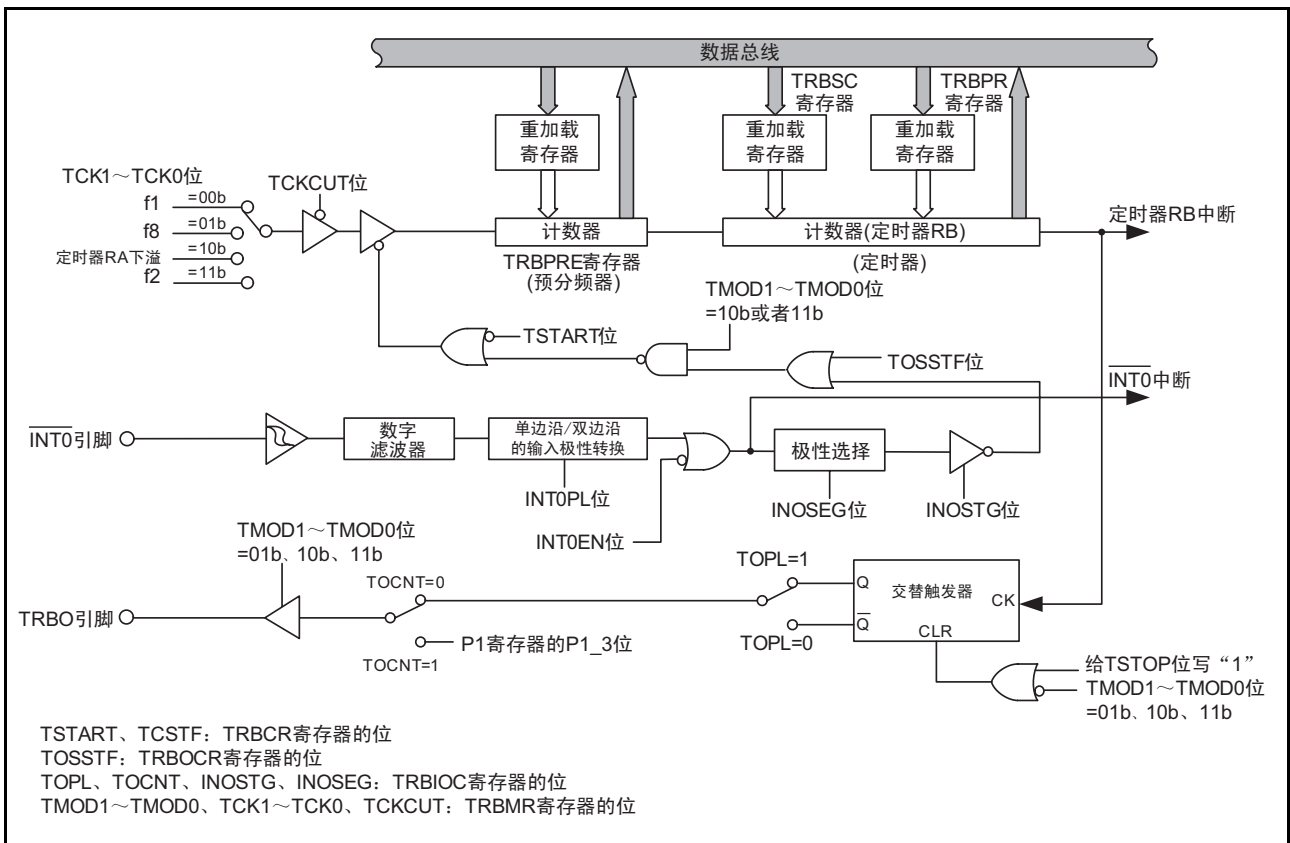 数据总线
TRBSC
寄存器
TRBPR
寄存器
重加载
寄存器
重加载
寄存器
重加载
寄存器
TCK1～TCK0位
f1
=00b
f8
=01b
定时器RA下溢
=10b
f2
=11b
TCKCUT位
计数器
TRBPRE寄存器
(预分频器)
计数器(定时器RB)
(定时器)
定时器RB中断
TMOD1～TMOD0位
=10b或者11b
TSTART位
TOSSTF位
INT0中断
INT0引脚
数字
滤波器
单边沿/双边沿
的输入极性转换
极性选择
INT0PL位
INOSEG位
INOSTG位
INT0EN位
TMOD1～TMOD0位
=01b、10b、11b
TRBO引脚
TOCNT=0
P1寄存器的P1_3位
TOCNT=1
TOPL=1
TOPL=0
Q
交替触发器
CK
Q
CLR
给TSTOP位写“1”
TMOD1～TMOD0位
=01b、10b、11b
TSTART、TCSTF：TRBCR寄存器的位
TOSSTF：TRBOCR寄存器的位
TOPL、TOCNT、INOSTG、INOSEG：TRBIOC寄存器的位
TMOD1～TMOD0、TCK1～TCK0、TCKCUT：TRBMR寄存器的位